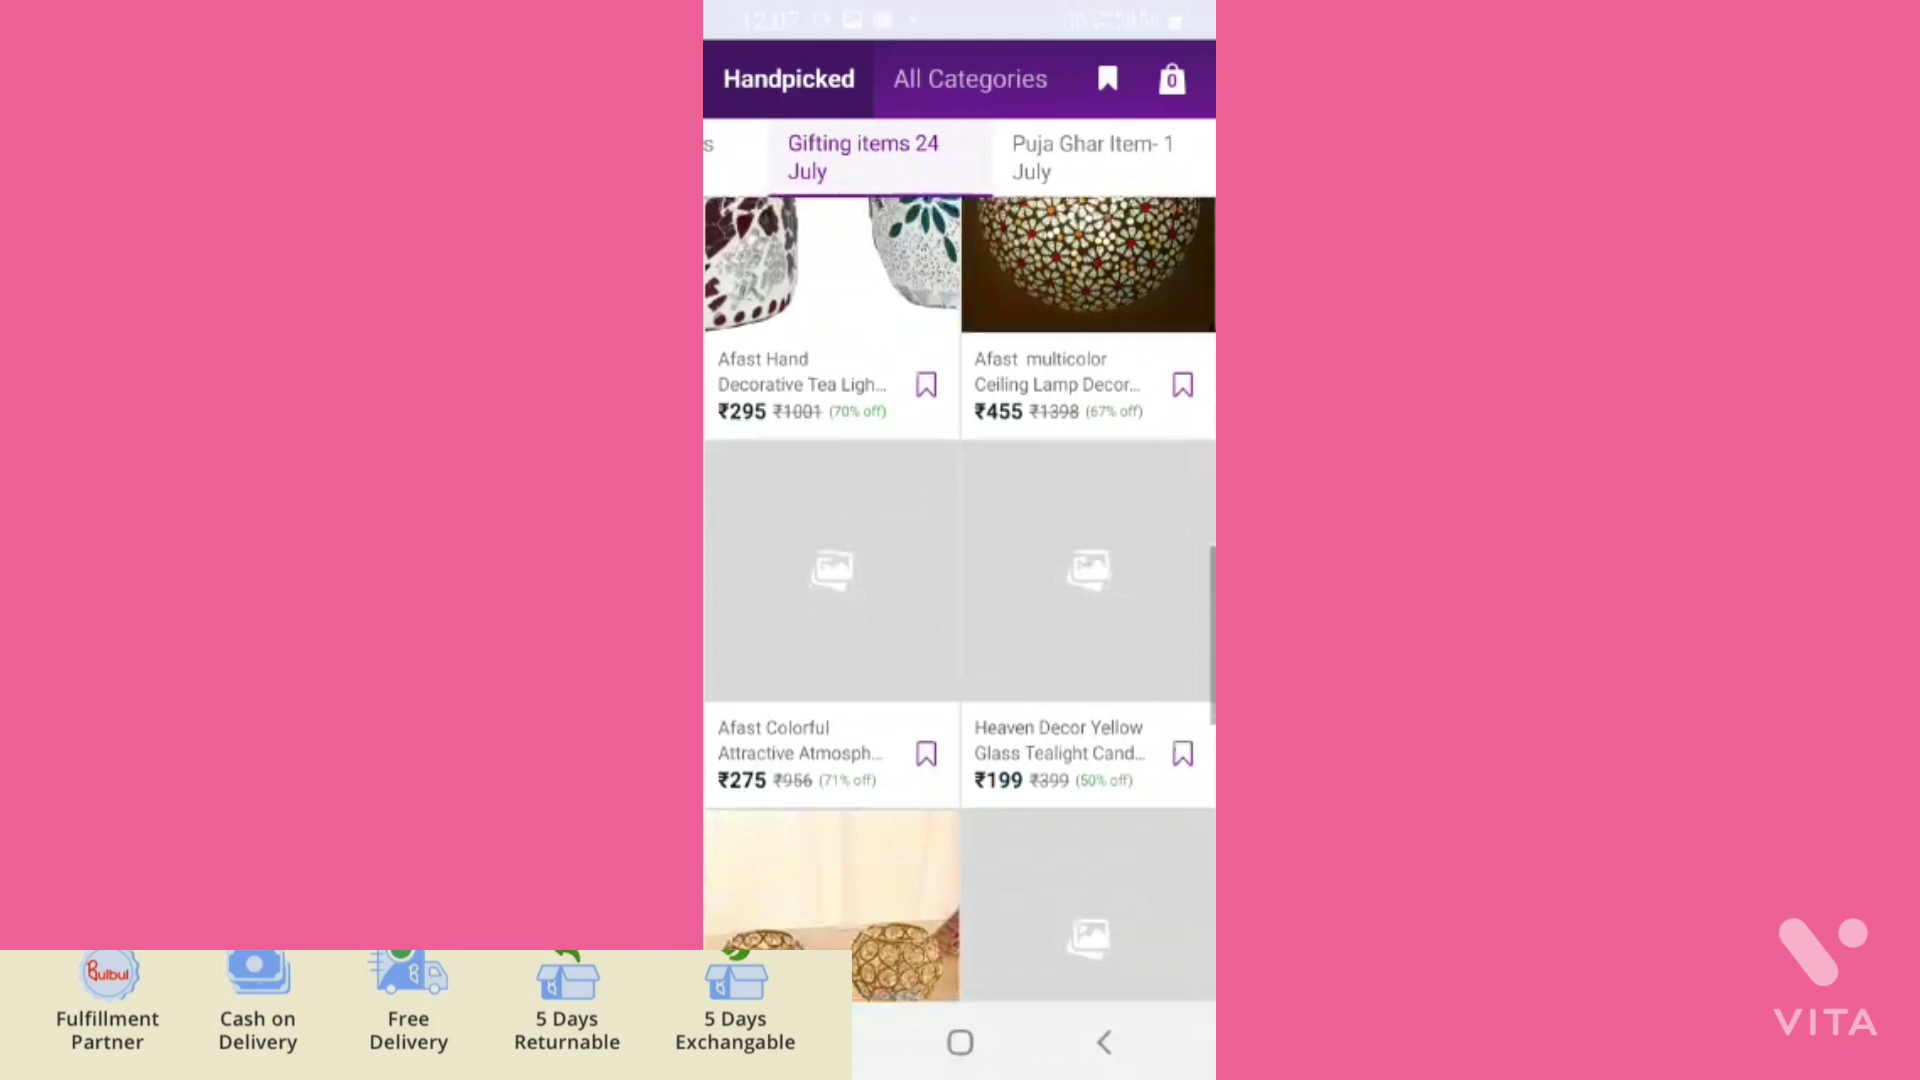 12:07
Handpicked
All Categories
0
s
Gifting items 24
July
Puja Ghar Item- 1
July
Afast Hand
Decorative Tea Ligh...
₹295 ₹1001 (70% off)
Afast multicolor
Ceiling Lamp Decor...
₹455 ₹1398 (67% off)
Afast Colorful
Attractive Atmosph...
₹275 ₹956 (71% off)
Heaven Decor Yellow
Glass Tealight Cand...
₹199 ₹399 (50% off)
Bulbul
Fulfillment
Partner
Cash on
Delivery
B
Free
Delivery
5 Days
Returnable
5 Days
Exchangable
VITA